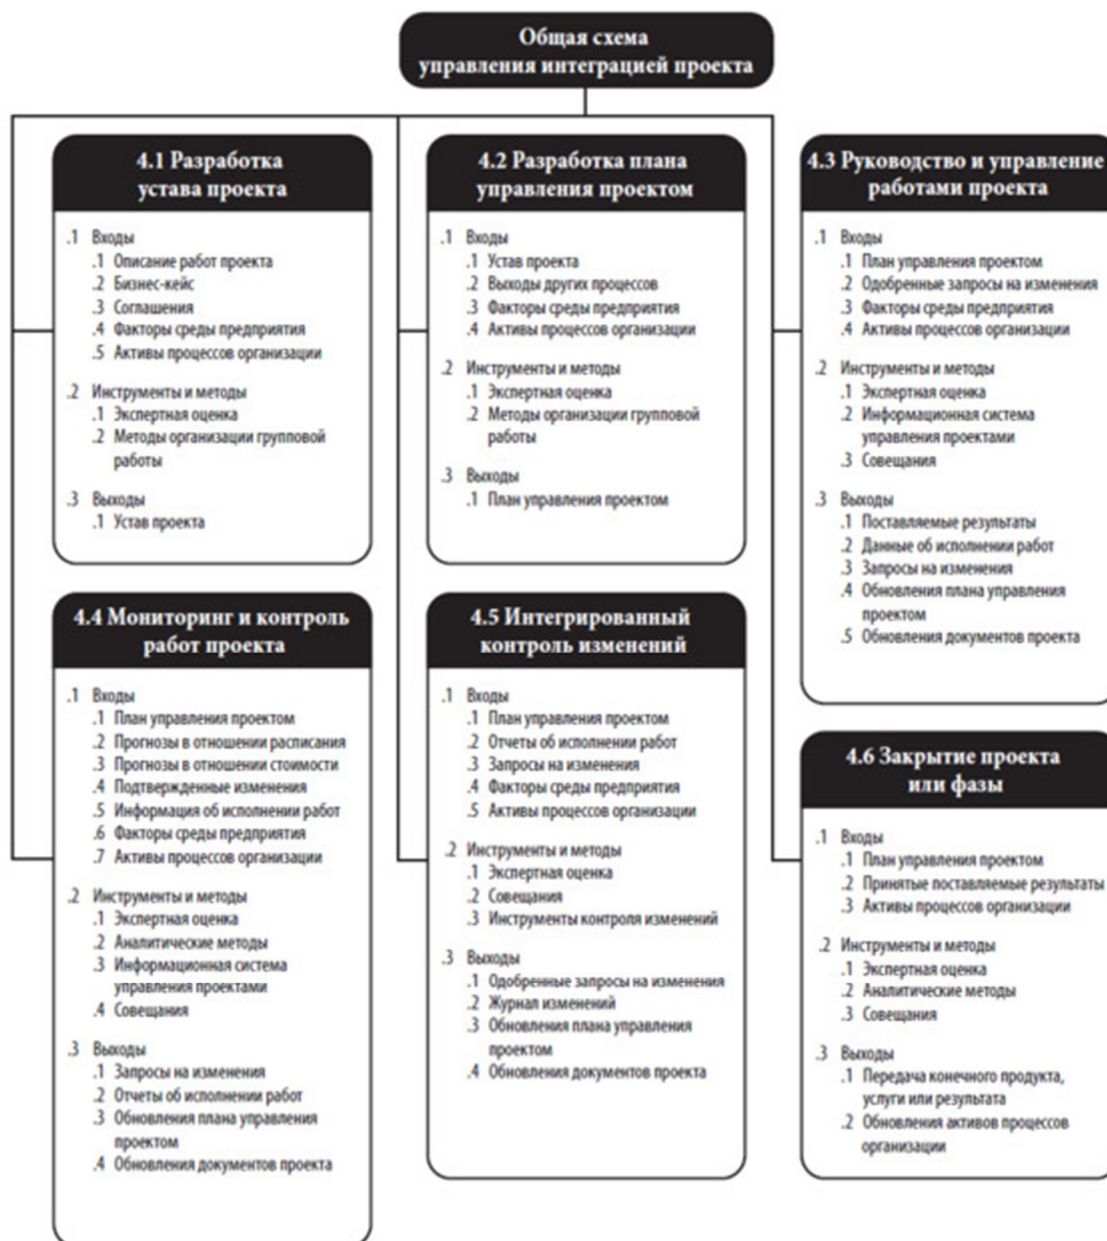 Общая схема
управления интеграцией проекта
4.1 Разработка
устава проекта
.1 Входы
.1 Описание работ проекта
.2 Бизнес-кейс
.3 Соглашения
.4 Факторы среды предприятия
.5 Активы процессов организации
.2 Инструменты и методы
.1 Экспертная оценка
.2 Методы организации групповой
работы
.3 Выходы
.1 Устав проекта
4.2 Разработка плана
управления проектом
.1 Входы
.1 Устав проекта
.2 Выходы других процессов
.3 Факторы среды предприятия
.4 Активы процессов организации
.2 Инструменты и методы
.1 Экспертная оценка
.2 Методы организации групповой
работы
.3 Выходы
.1 План управления проектом
4.3 Руководство и управление
работами проекта
.1 Входы
.1 План управления проектом
.2 Одобренные запросы на изменения
.3 Факторы среды предприятия
.4 Активы процессов организации
.2 Инструменты и методы
.1 Экспертная оценка
.2 Информационная система
управления проектами
.3 Совещания
.3 Выходы
.1 Поставляемые результаты
.2 Данные об исполнении работ
.3 Запросы на изменения
.4 Обновления плана управления
проектом
.5 Обновления документов проекта
4.4 Мониторинг и контроль
работ проекта
.1 Входы
.1 План управления проектом
.2 Прогнозы в отношении расписания
.3 Прогнозы в отношении стоимости
.4 Подтвержденные изменения
.5 Информация об исполнении работ
.6 Факторы среды предприятия
.7 Активы процессов организации
.2 Инструменты и методы
.1 Экспертная оценка
.2 Аналитические методы
.3 Информационная система
управления проектами
.4 Совещания
.3 Выходы
.1 Запросы на изменения
.2 Отчеты об исполнении работ
.3 Обновления плана управления
проектом
.4 Обновления документов проекта
4.5 Интегрированный
контроль изменений
.1 Входы
.1 План управления проектом
.2 Отчеты об исполнении работ
.3 Запросы на изменения
.4 Факторы среды предприятия
.5 Активы процессов организации
.2 Инструменты и методы
.1 Экспертная оценка
.2 Совещания
.3 Инструменты контроля изменений
.3 Выходы
.1 Одобренные запросы на изменения
.2 Журнал изменений
.3 Обновления плана управления
проектом
.4 Обновления документов проекта
4.6 Закрытие проекта
или фазы
.1 Входы
.1 План управления проектом
.2 Принятые поставляемые результаты
.3 Активы процессов организации
.2 Инструменты и методы
.1 Экспертная оценка
.2 Аналитические методы
.3 Совещания
.3 Выходы
.1 Передача конечного продукта,
услуги или результата
.2 Обновления активов процессов
организации